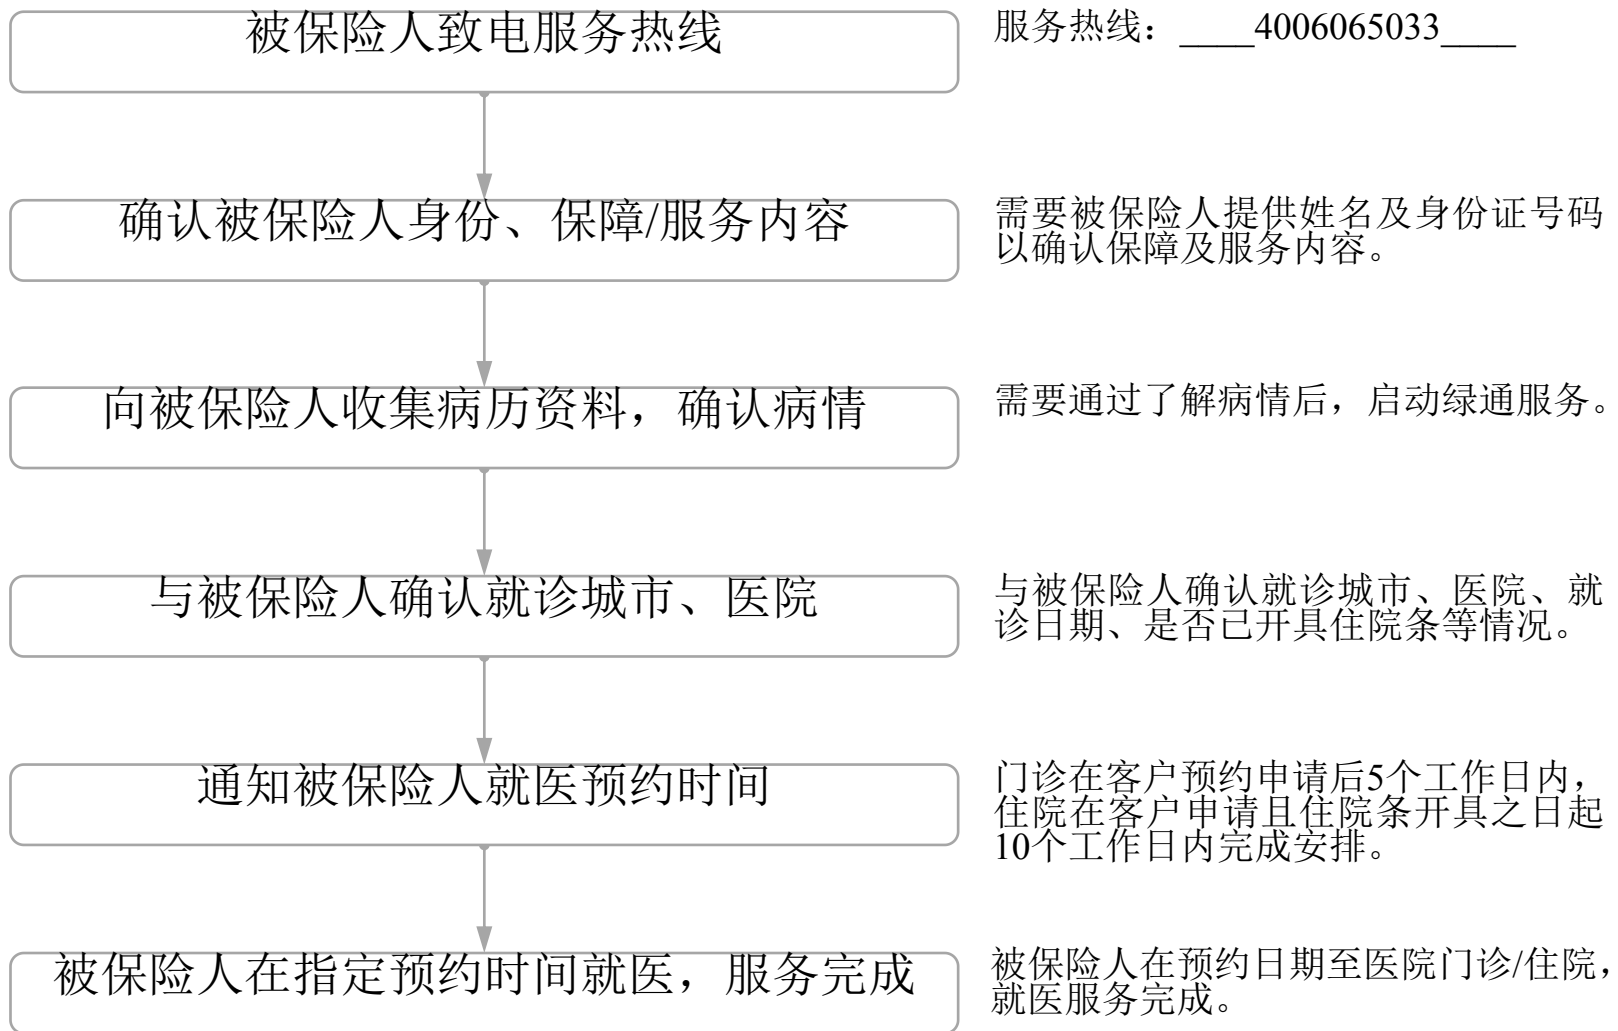 被保险人致电服务热线
服务热线：____4006065033____
确认被保险人身份、保障/服务内容
需要被保险人提供姓名及身份证号码
以确认保障及服务内容。
向被保险人收集病历资料，确认病情
需要通过了解病情后，启动绿通服务。
与被保险人确认就诊城市、医院
与被保险人确认就诊城市、医院、就
诊日期、是否已开具住院条等情况。
通知被保险人就医预约时间
门诊在客户预约申请后5个工作日内，
住院在客户申请且住院条开具之日起
10个工作日内完成安排。
被保险人在指定预约时间就医，服务完成
被保险人在预约日期至医院门诊/住院，
就医服务完成。